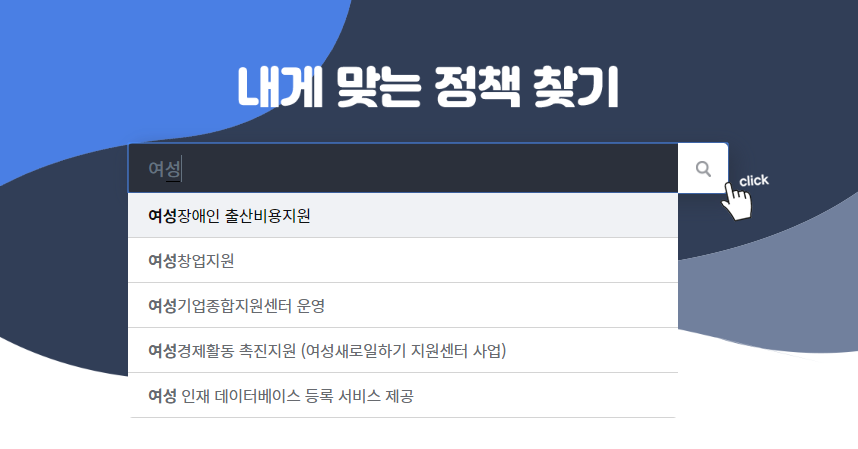 내게 맞는 정책 찾기
여성
click
여성장애인 출산비용지원
여성창업지원
여성기업종합지원센터 운영
여성경제활동 촉진지원 (여성새로일하기 지원센터 사업)
여성 인재 데이터베이스 등록 서비스 제공